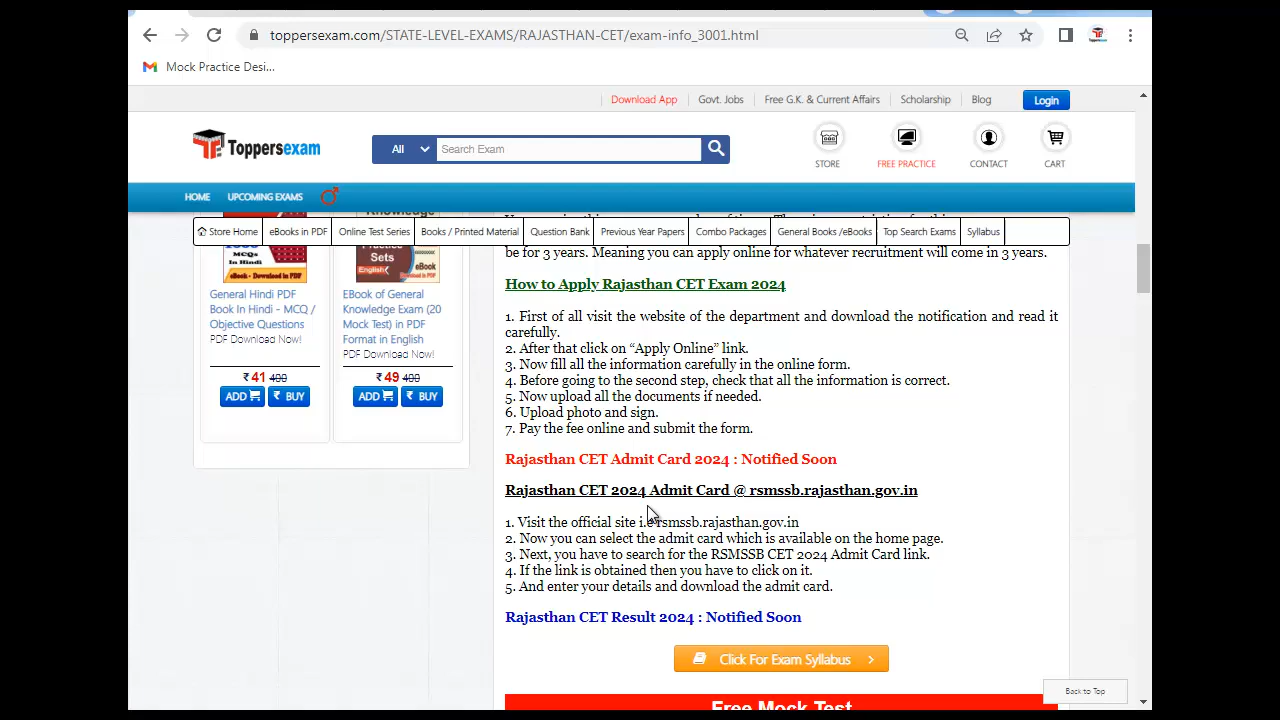 toppersexam.com/STATE-LEVEL-EXAMS/RAJASTHAN-CET/exam-info_3001.html
Mock Practice Desi...
Download App
Govt. Jobs
Free G.K. & Current Affairs
Scholarship
Blog
Login
Toppersexam
All
Search Exam
STORE
FREE PRACTICE
CONTACT
CART
HOME
UPCOMING EXAMS
Store Home
eBooks in PDF
Online Test Series
Books / Printed Material
Question Bank
Previous Year Papers
Combo Packages
General Books /eBooks
Top Search Exams
Syllabus
MCQs
In Hindi
eBook - Download in PDF
General Hindi PDF
Book In Hindi - MCQ /
Objective Questions
PDF Download Now!
₹ 41 400
ADD
₹ BUY
Knowledge
Practice
Sets
English
eBook
EBook of General
Knowledge Exam (20
Mock Test) in PDF
Format in English
PDF Download Now!
₹ 49 400
ADD
₹ BUY
be for 3 years. Meaning you can apply online for whatever recruitment will come in 3 years.
How to Apply Rajasthan CET Exam 2024
1. First of all visit the website of the department and download the notification and read it
carefully.
2. After that click on “Apply Online” link.
3. Now fill all the information carefully in the online form.
4. Before going to the second step, check that all the information is correct.
5. Now upload all the documents if needed.
6. Upload photo and sign.
7. Pay the fee online and submit the form.
Rajasthan CET Admit Card 2024 : Notified Soon
Rajasthan CET 2024 Admit Card @ rsmssb.rajasthan.gov.in
1. Visit the official site i.e rsmssb.rajasthan.gov.in
2. Now you can select the admit card which is available on the home page.
3. Next, you have to search for the RSMSSB CET 2024 Admit Card link.
4. If the link is obtained then you have to click on it.
5. And enter your details and download the admit card.
Rajasthan CET Result 2024 : Notified Soon
Click For Exam Syllabus
Back to Top
Free Mock Test